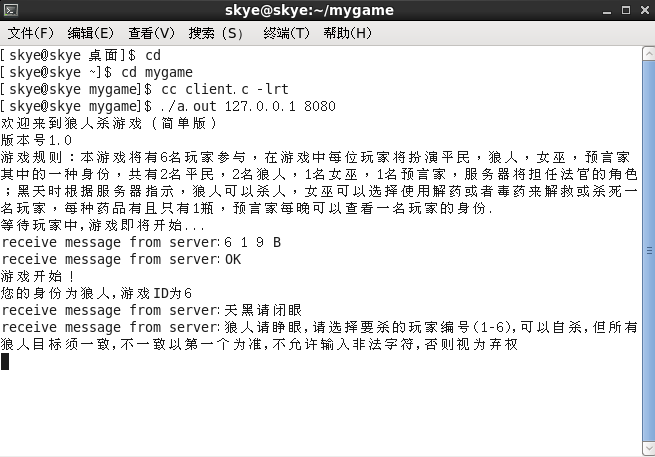 skye@skye:~/mygame
文件(F) 编辑(E) 查看(V) 搜索 (S) 终端(T) 帮助(H)
[skye@skye 桌面]$ cd
[skye@skye ~]$ cd mygame
[skye@skye mygame]$ cc client.c -lrt
[skye@skye mygame]$ ./a.out 127.0.0.1 8080
欢迎来到狼人杀游戏（简单版）
版本号1.0
游戏规则：本游戏将有6名玩家参与，在游戏中每位玩家将扮演平民，狼人，女巫，预言家
其中的一种身份，共有2名平民，2名狼人，1名女巫，1名预言家，服务器将担任法官的角色
；黑天时根据服务器指示，狼人可以杀人，女巫可以选择使用解药或者毒药来解救或杀死一
名玩家，每种药品有且只有1瓶，预言家每晚可以查看一名玩家的身份.
等待玩家中,游戏即将开始...
receive message from server:6 1 9 B
receive message from server:OK
游戏开始！
您的身份为狼人,游戏ID为6
receive message from server:天黑请闭眼
receive message from server:狼人请睁眼,请选择要杀的玩家编号(1-6),可以自杀,但所有
狼人目标须一致,不一致以第一个为准,不允许输入非法字符,否则视为弃权